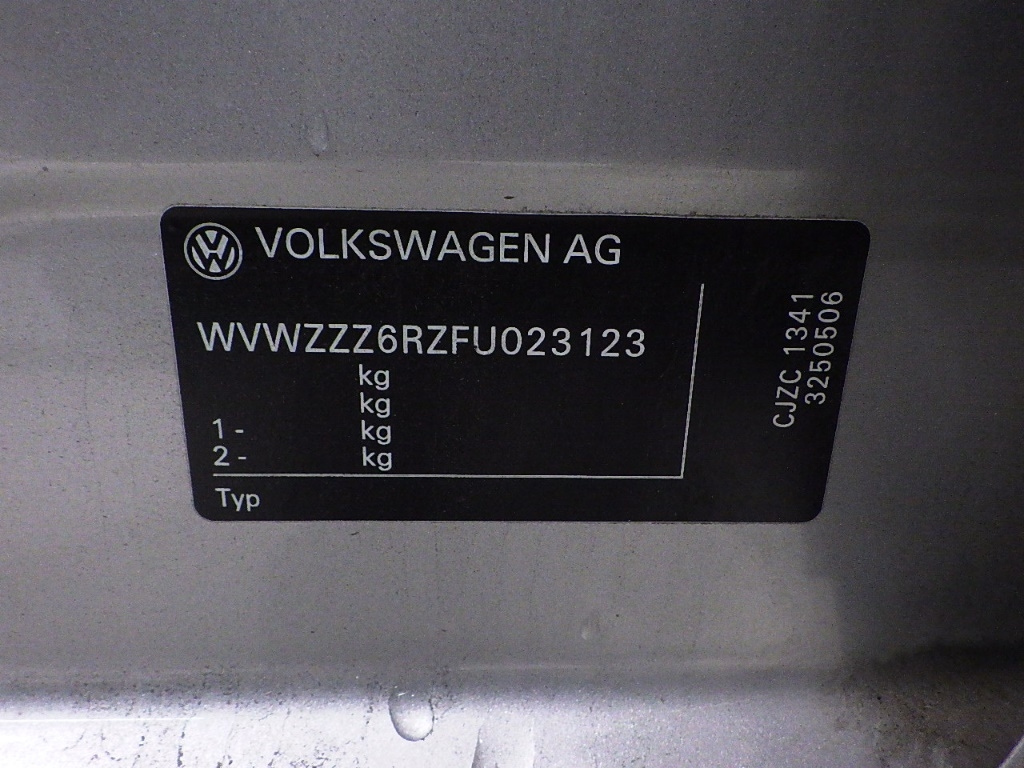 VOLKSWAGEN AG
WVWZZZ6RZFU023123
kg
kg
1 - kg
2 - kg
Typ
CJZC 1341
3250506